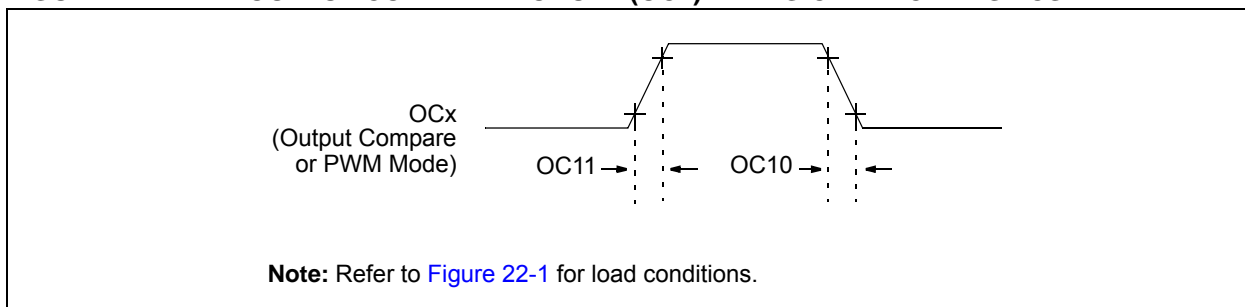 OCx
(Output Compare
or PWM Mode)
OC11
OC10
Note: Refer to Figure 22-1 for load conditions.